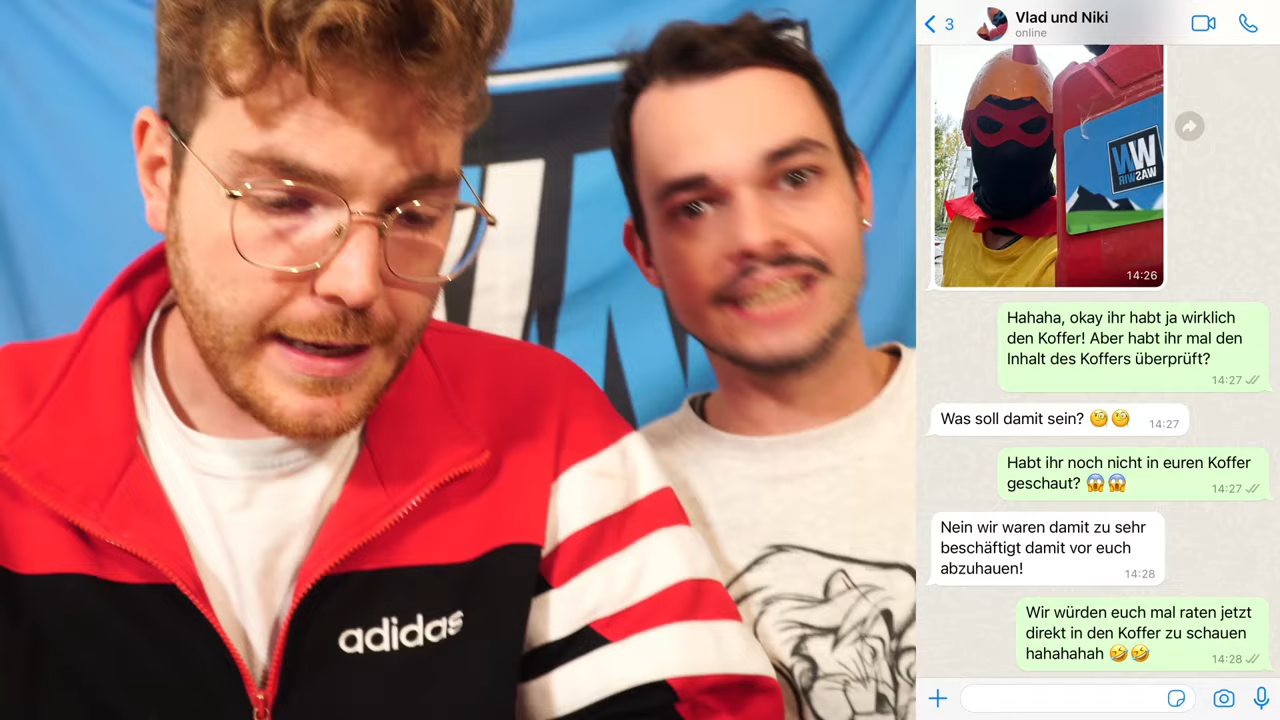 adidas
3
Vlad und Niki
online
WASWIR
14:26
Hahaha, okay ihr habt ja wirklich
den Koffer! Aber habt ihr mal den
Inhalt des Koffers überprüft?
14:27
Was soll damit sein? 🧐🧐
14:27
Habt ihr noch nicht in euren Koffer
geschaut? 😱😱
14:27
Nein wir waren damit zu sehr
beschäftigt damit vor euch
abzuhauen!
14:28
Wir würden euch mal raten jetzt
direkt in den Koffer zu schauen
hahahahah 🤣🤣
14:28